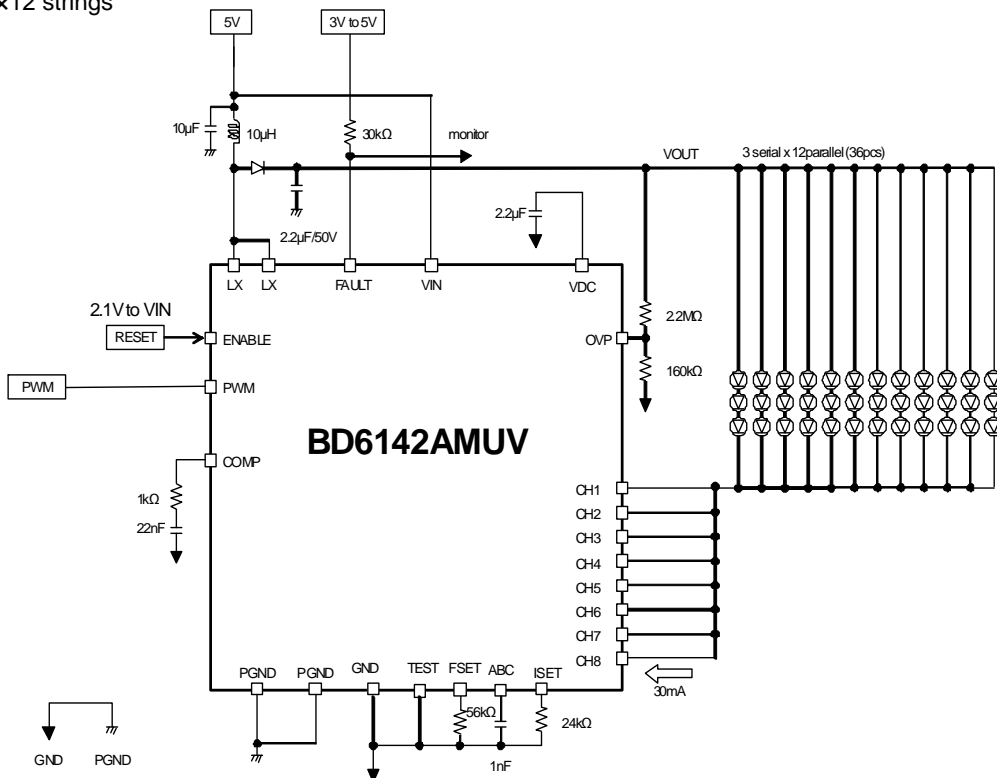 x12 strings
5V
3V to 5V
10µF
10µH
30kΩ
monitor
VOUT
3 serial x 12parallel (36pcs)
2.2µF/50V
2.2µF
LX
LX
FAULT
VIN
VDC
2.1V to VIN
RESET
ENABLE
OVP
2.2MΩ
160kΩ
PWM
PWM
BD6142AMUV
COMP
1kΩ
22nF
CH1
CH2
CH3
CH4
CH5
CH6
CH7
CH8
30mA
PGND
PGND
GND
TEST
FSET
ABC
ISET
56kΩ
24kΩ
1nF
GND
PGND